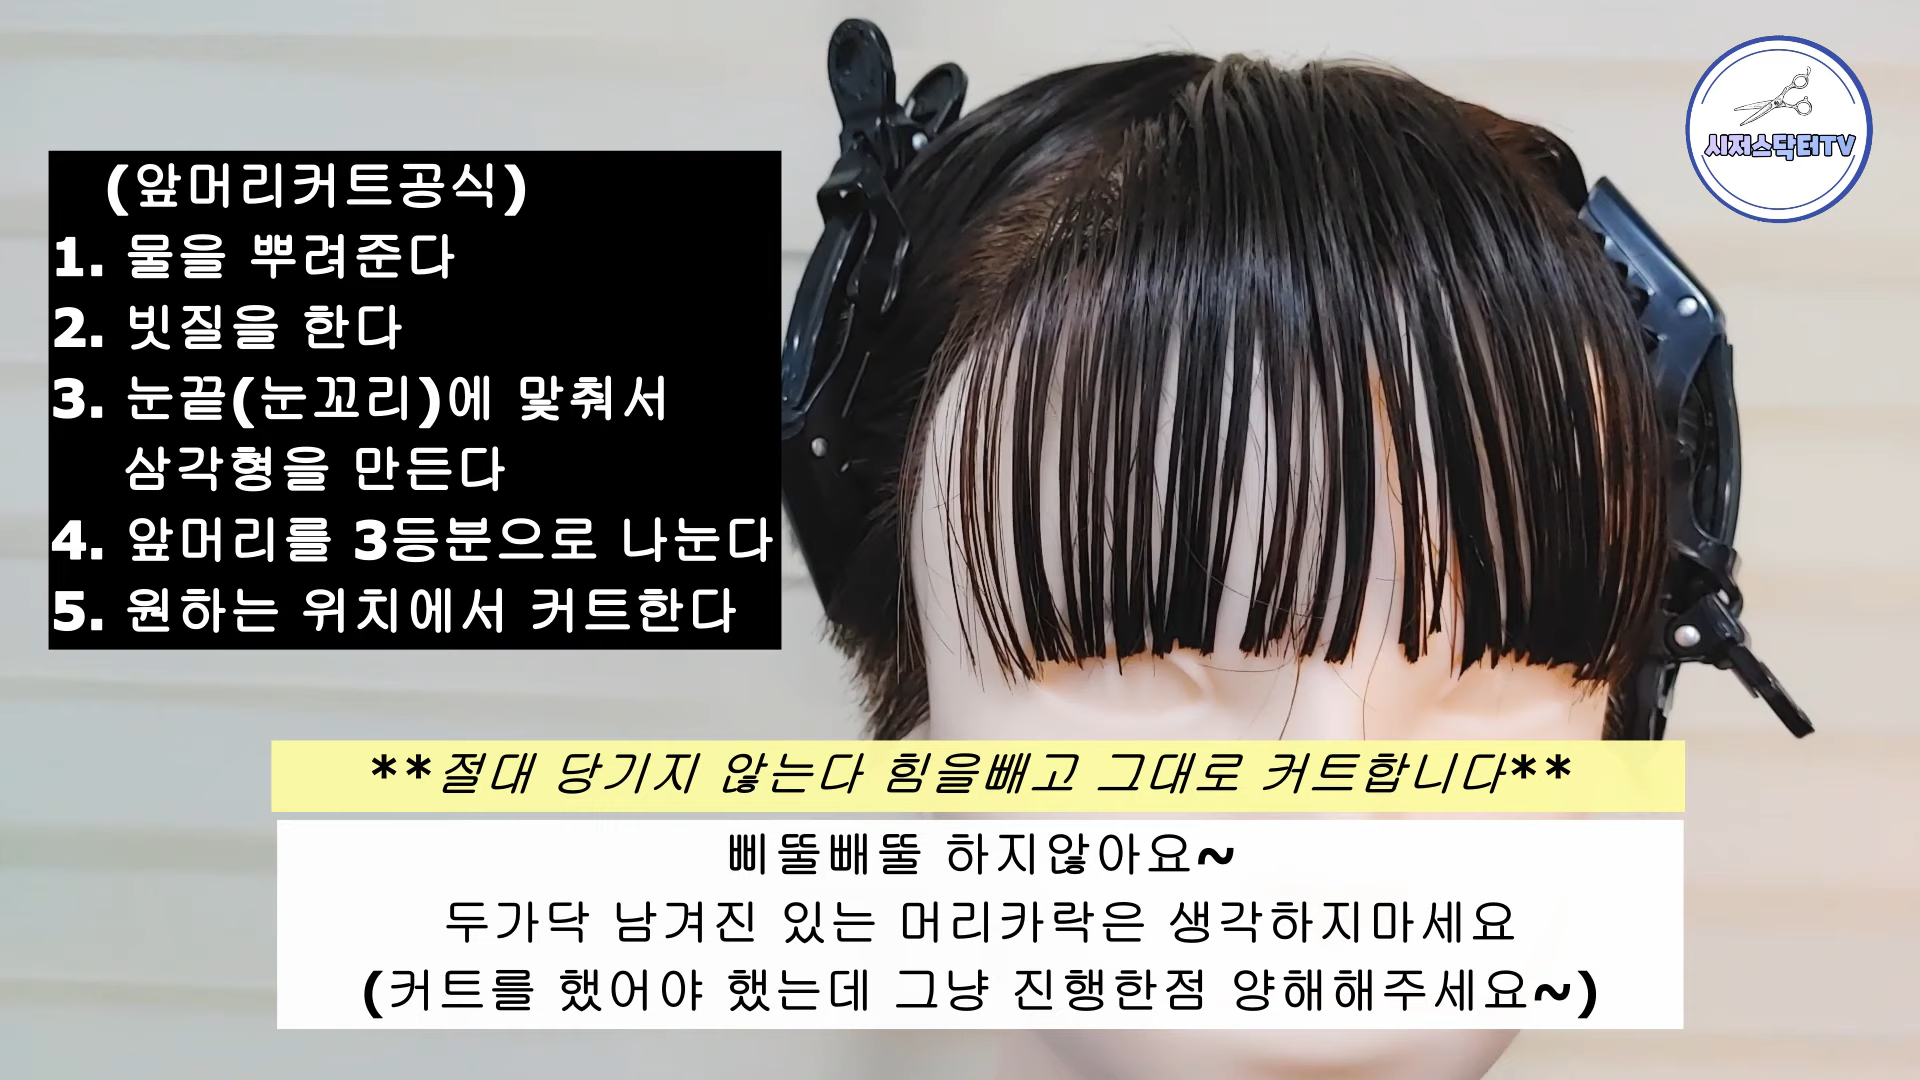 시저스닥터TV
(앞머리커트공식)
1. 물을 뿌려준다
2. 빗질을 한다
3. 눈끝(눈꼬리)에 맟춰서
삼각형을 만든다
4. 앞머리를 3등분으로 나눈다
5. 원하는 위치에서 커트한다
**절대 당기지 않는다 힘을빼고 그대로 커트합니다**
삐뚤빼뚤 하지않아요~
두가닥 남겨진 있는 머리카락은 생각하지마세요
(커트를 했어야 했는데 그냥 진행한점 양해해주세요~)